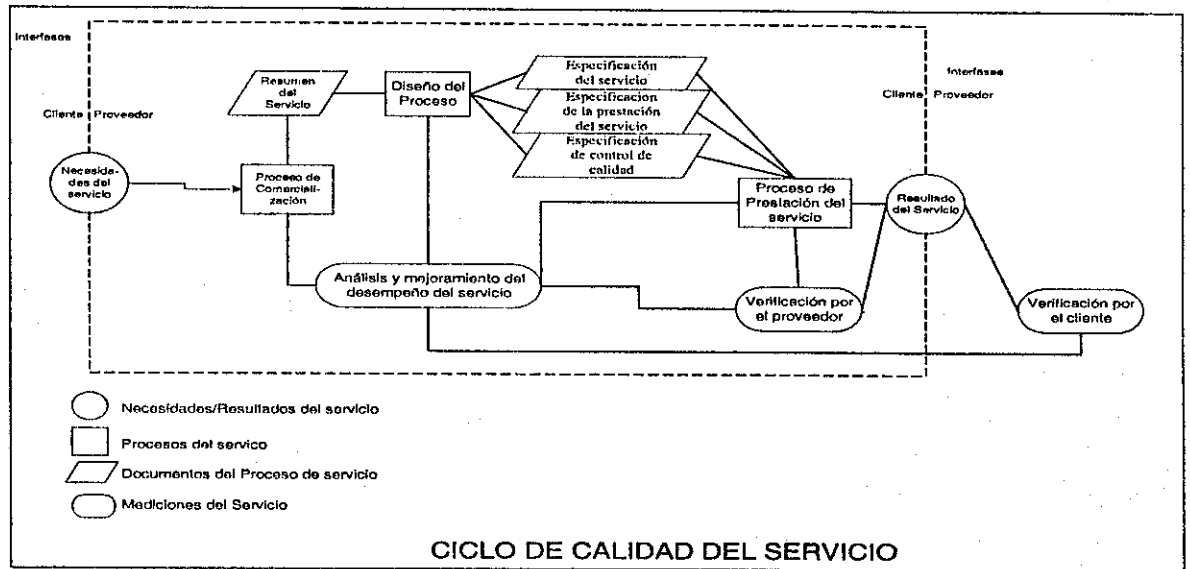 Interfases
Cliente
Proveedor
Necesida-
des del
servicio
Resumen
del
Servicio
Proceso de
Comerciali-
zación
Diseño del
Proceso
Especificación
del servicio
Especificación
de la prestación
del servicio
Especificación
de control de
calidad
Proceso de
Prestación del
servicio
Interfases
Cliente
Proveedor
Resultado
del Servicio
Análisis y mejoramiento del
desempeño del servicio
Verificación por
el proveedor
Verificación por
el cliente
Necesidades/Resultados del servicio
Procesos del servico
Documentos del Proceso de servicio
Mediciones del Servicio
CICLO DE CALIDAD DEL SERVICIO